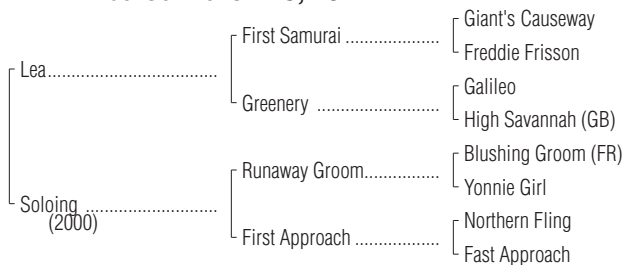 Giant's Causeway
First Samurai ....................
Freddie Frisson
Lea....................................
Galileo
Greenery ..........................
High Savannah (GB)
Blushing Groom (FR)
Runaway Groom................
Yonnie Girl
Soloing ............................
(2000)
Northern Fling
First Approach ..................
Fast Approach